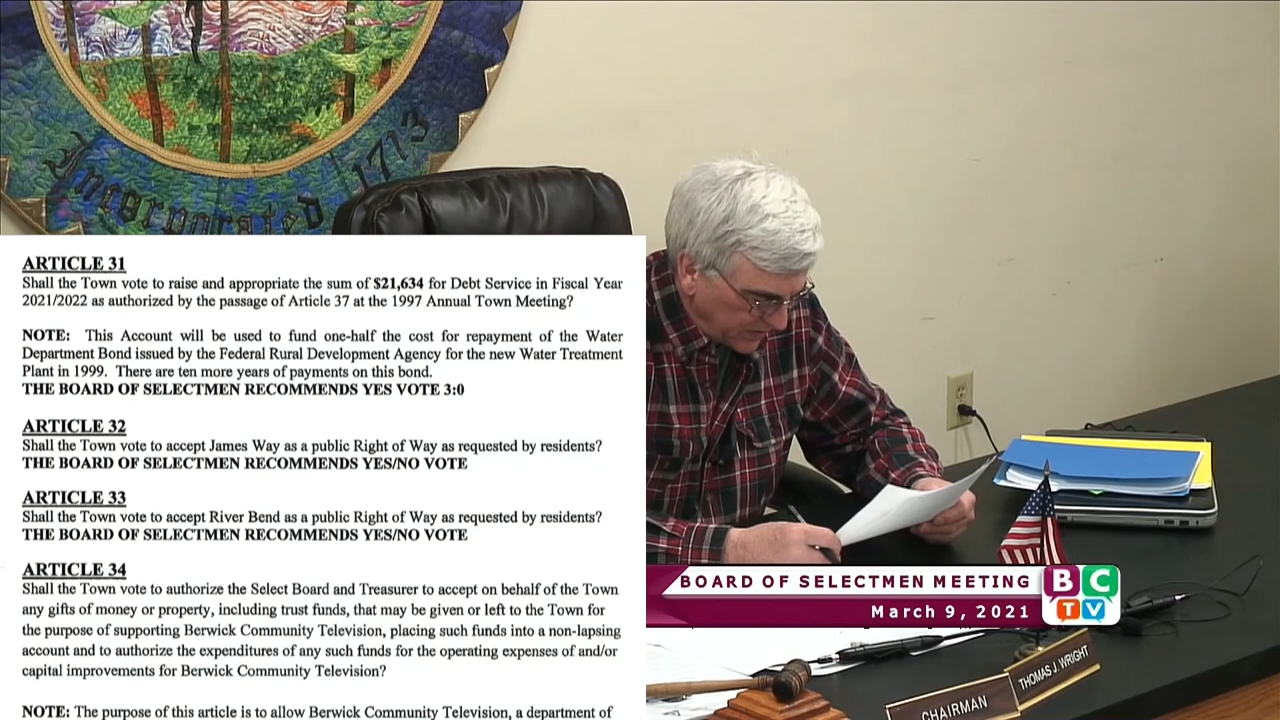 Incorporated 1713
ARTICLE 31
Shall the Town vote to raise and appropriate the sum of $21,634 for Debt Service in Fiscal Year
2021/2022 as authorized by the passage of Article 37 at the 1997 Annual Town Meeting?
NOTE: This Account will be used to fund one-half the cost for repayment of the Water
Department Bond issued by the Federal Rural Development Agency for the new Water Treatment
Plant in 1999. There are ten more years of payments on this bond.
THE BOARD OF SELECTMEN RECOMMENDS YES VOTE 3:0
ARTICLE 32
Shall the Town vote to accept James Way as a public Right of Way as requested by residents?
THE BOARD OF SELECTMEN RECOMMENDS YES/NO VOTE
ARTICLE 33
Shall the Town vote to accept River Bend as a public Right of Way as requested by residents?
THE BOARD OF SELECTMEN RECOMMENDS YES/NO VOTE
ARTICLE 34
Shall the Town vote to authorize the Select Board and Treasurer to accept on behalf of the Town
any gifts of money or property, including trust funds, that may be given or left to the Town for
the purpose of supporting Berwick Community Television, placing such funds into a non-lapsing
account and to authorize the expenditures of any such funds for the operating expenses of and/or
capital improvements for Berwick Community Television?
NOTE: The purpose of this article is to allow Berwick Community Television, a department of
BOARD OF SELECTMEN MEETING
March 9, 2021
BC
TV
THOMAS J. WRIGHT
CHAIRMAN